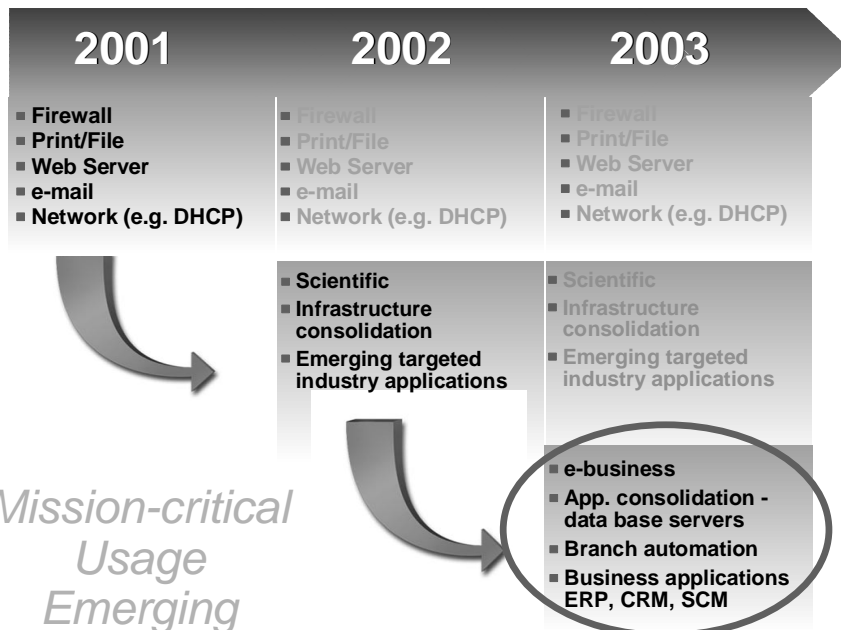 2001
2002
2003
Firewall
Print/File
Web Server
e-mail
Network (e.g. DHCP)
Firewall
Print/File
Web Server
e-mail
Network (e.g. DHCP)
Firewall
Print/File
Web Server
e-mail
Network (e.g. DHCP)
Scientific
Infrastructure
consolidation
Emerging targeted
industry applications
Scientific
Infrastructure
consolidation
Emerging targeted
industry applications
e-business
App. consolidation -
data base servers
Branch automation
Business applications
ERP, CRM, SCM
Mission-critical
Usage
Emerging